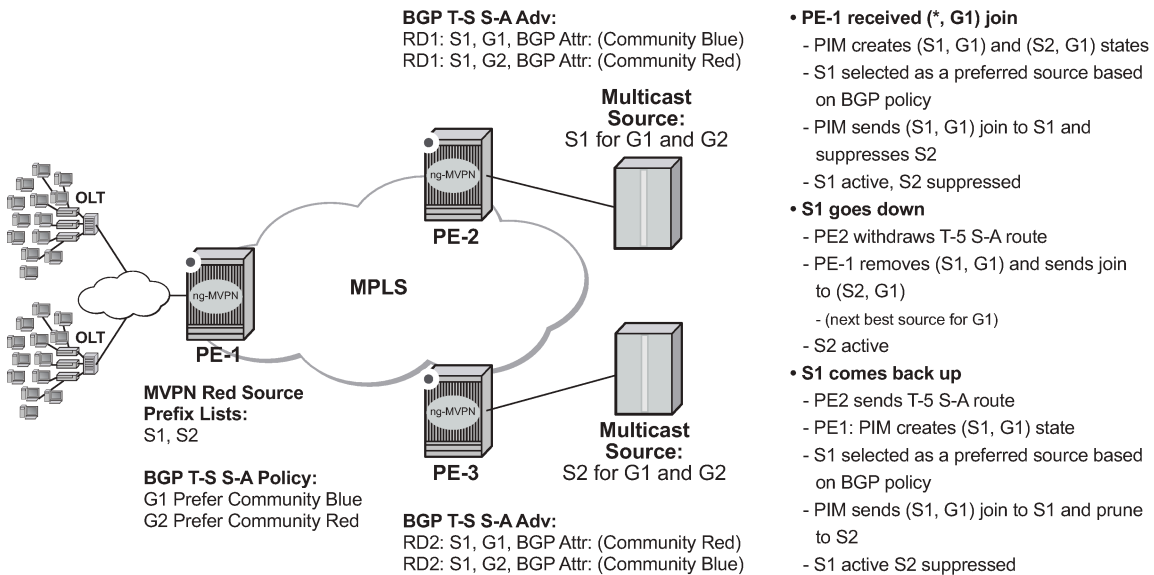 BGP T-S S-A Adv:
RD1: S1, G1, BGP Attr: (Community Blue)
RD1: S1, G2, BGP Attr: (Community Red)
Multicast
Source:
S1 for G1 and G2
ng-MVPN
PE-2
OLT
OLT
ng-MVPN
PE-1
MPLS
MVPN Red Source
Prefix Lists:
S1, S2
BGP T-S S-A Policy:
G1 Prefer Community Blue
G2 Prefer Community Red
ng-MVPN
PE-3
Multicast
Source:
S2 for G1 and G2
BGP T-S S-A Adv:
RD2: S1, G1, BGP Attr: (Community Red)
RD2: S1, G2, BGP Attr: (Community Blue)
• PE-1 received (*, G1) join
- PIM creates (S1, G1) and (S2, G1) states
- S1 selected as a preferred source based
on BGP policy
- PIM sends (S1, G1) join to S1 and
suppresses S2
- S1 active, S2 suppressed
• S1 goes down
- PE2 withdraws T-5 S-A route
- PE-1 removes (S1, G1) and sends join
to (S2, G1)
- (next best source for G1)
- S2 active
• S1 comes back up
- PE2 sends T-5 S-A route
- PE1: PIM creates (S1, G1) state
- S1 selected as a preferred source based
on BGP policy
- PIM sends (S1, G1) join to S1 and prune
to S2
- S1 active S2 suppressed